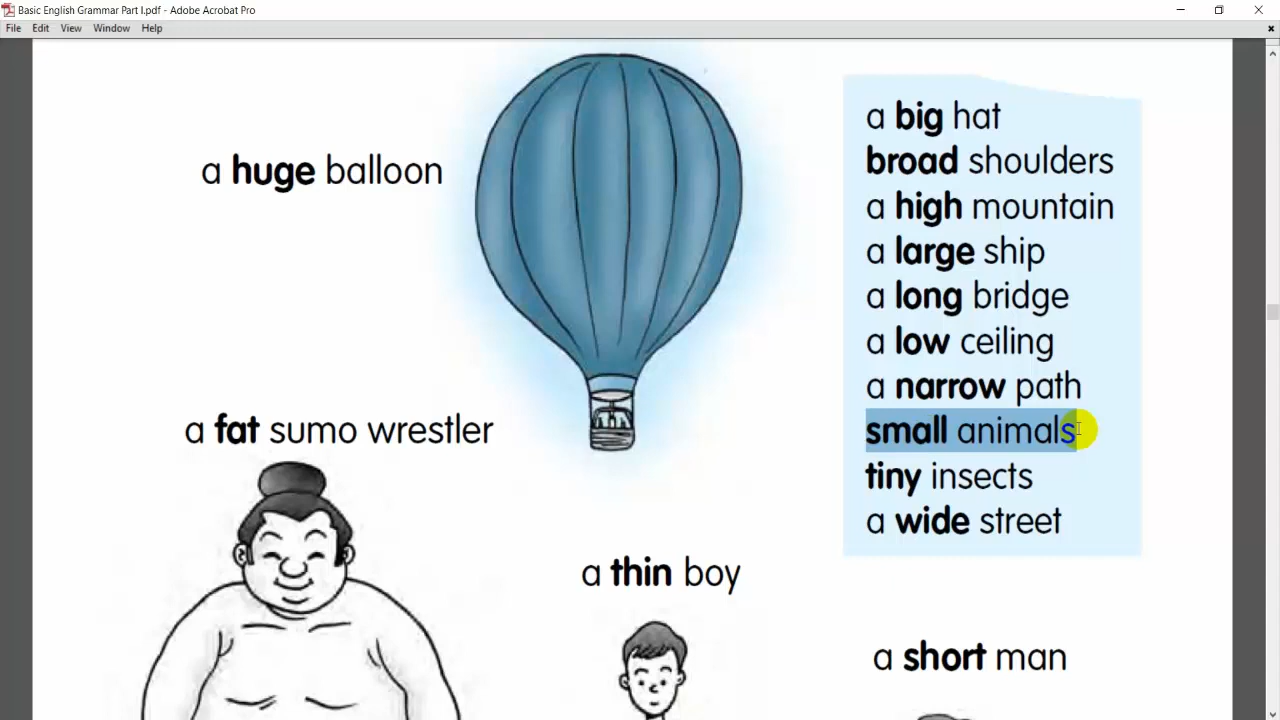 Basic English Grammar Part I.pdf - Adobe Acrobat Pro
File Edit View Window Help
a huge balloon
a big hat
broad shoulders
a high mountain
a large ship
a long bridge
a low ceiling
a narrow path
small animals
tiny insects
a wide street
a fat sumo wrestler
a thin boy
a short man